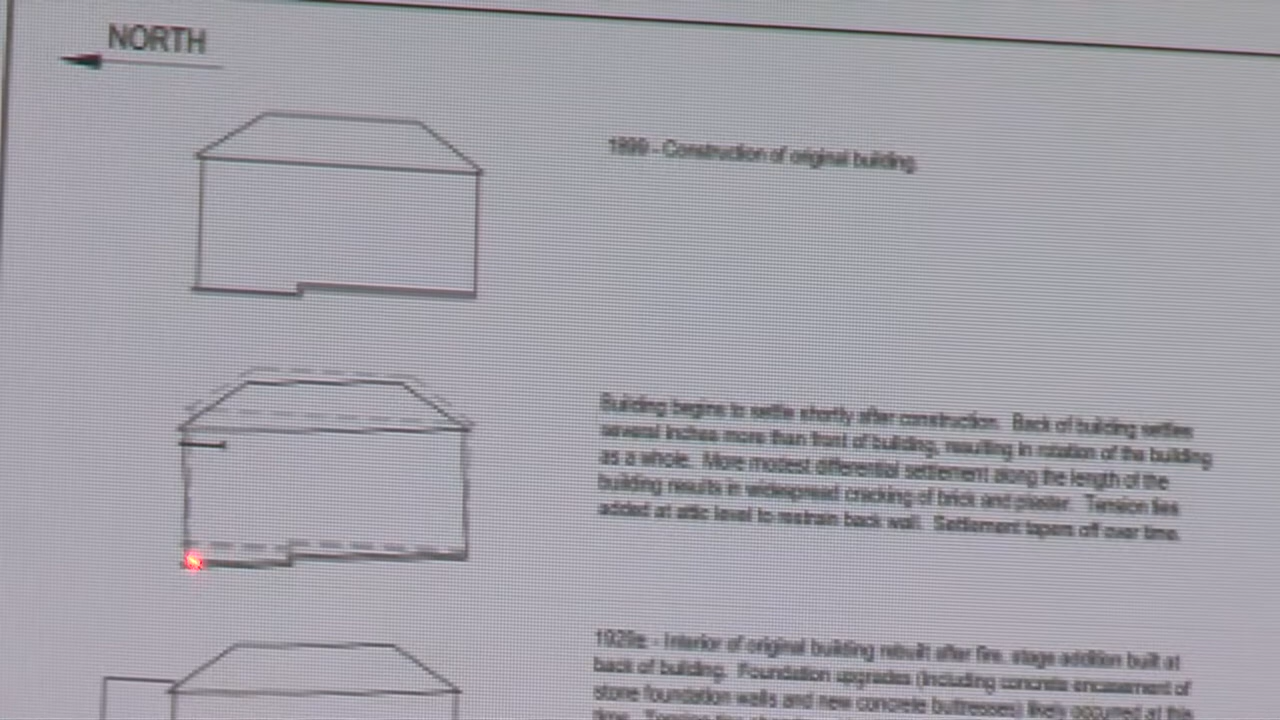 NORTH
1899 - Construction of original building
Building begins to settle shortly after construction. Back of building settles
several inches more than front of building, resulting in rotation of the building
as a whole. More modest differential settlement along the length of the
building results in widespread cracking of brick and plaster. Tension ties
added at attic level to restrain back wall. Settlement tapers off over time.
1920s - Interior of original building rebuilt after fire, stage addition built at
back of building. Foundation upgrades (including concrete encasement of
stone foundation walls and new concrete buttresses) likely occurred at this
time.